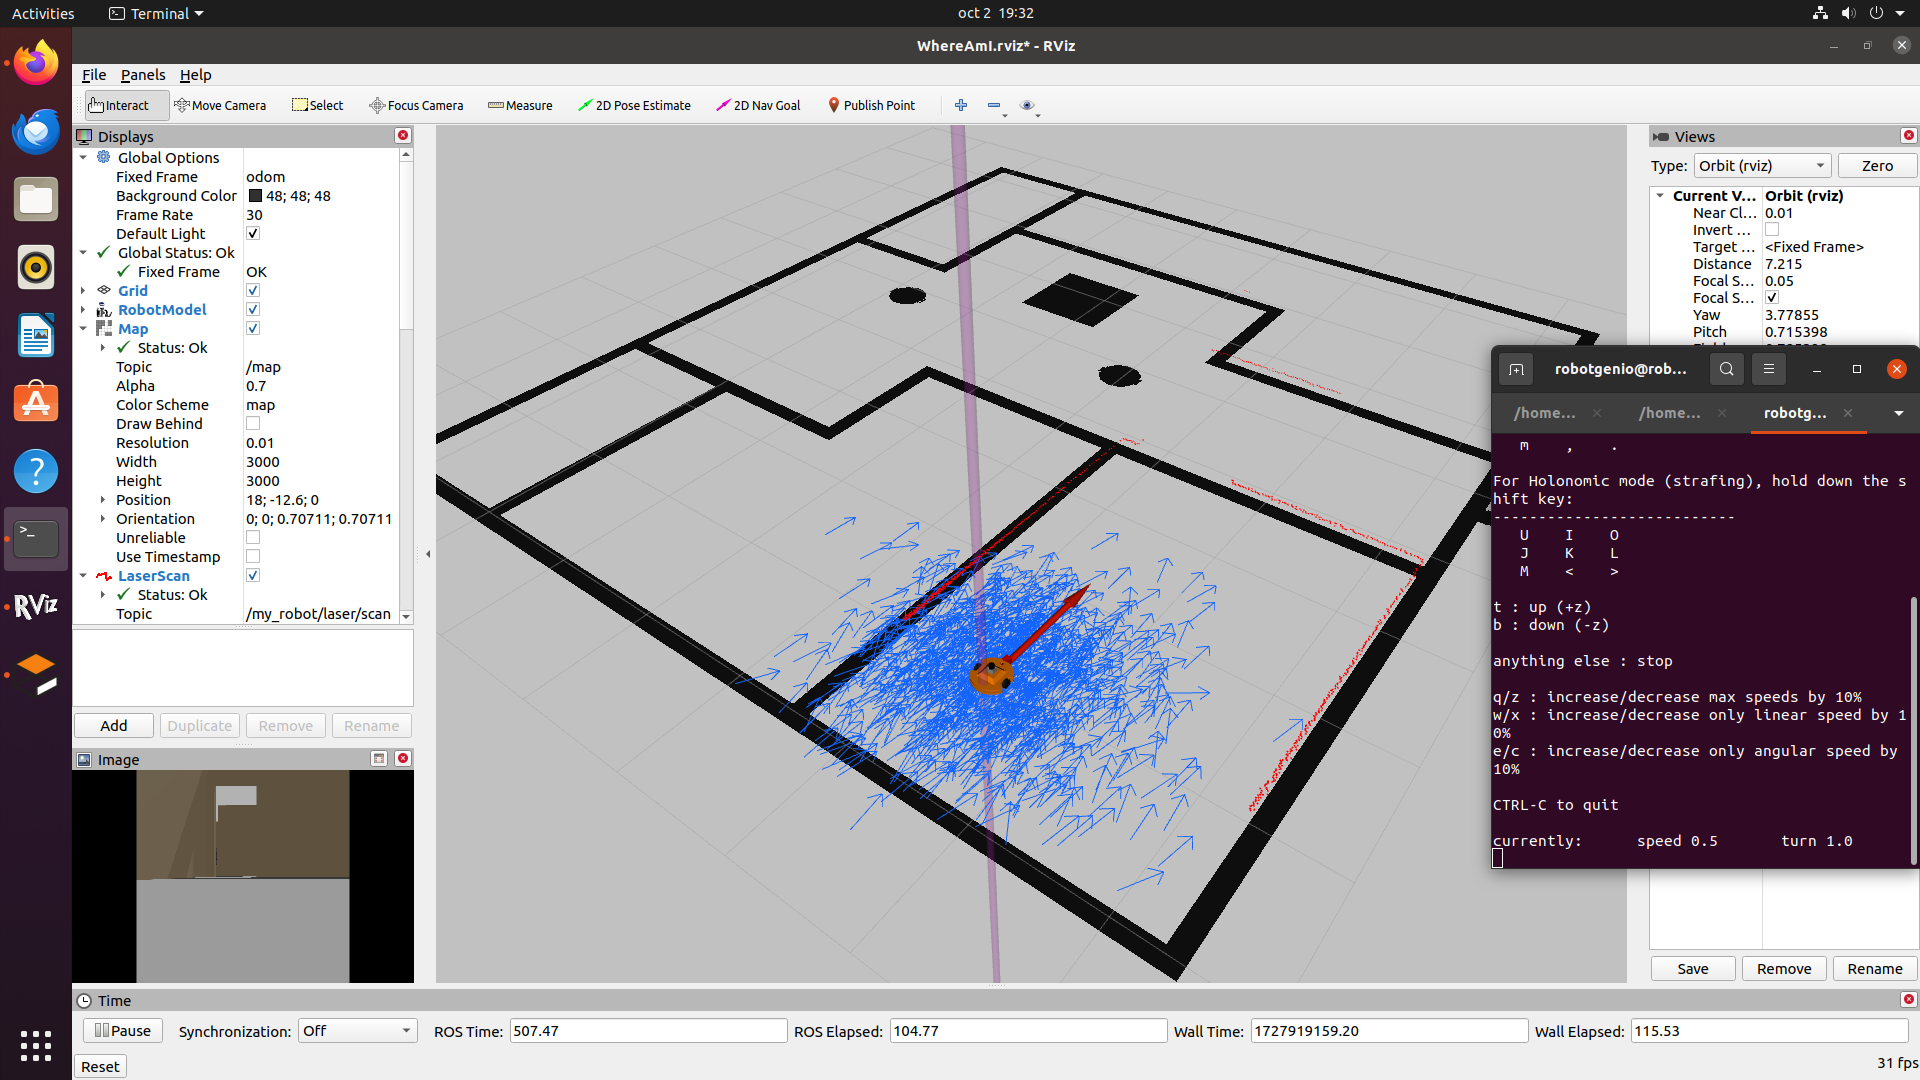 Activities
Terminal
oct 2 19:32
WhereAmI.rviz* - RViz
File Panels Help
Interact Move Camera Select Focus Camera Measure 2D Pose Estimate 2D Nav Goal Publish Point
Displays
Global Options
Fixed Frame odom
Background Color 48; 48; 48
Frame Rate 30
Default Light
Global Status: Ok
Fixed Frame OK
Grid
RobotModel
Map
Status: Ok
Topic /map
Alpha 0.7
Color Scheme map
Draw Behind
Resolution 0.01
Width 3000
Height 3000
Position 18; -12.6; 0
Orientation 0; 0; 0.70711; 0.70711
Unreliable
Use Timestamp
LaserScan
Status: Ok
Topic /my_robot/laser/scan
Add Duplicate Remove Rename
Image
RViz
Views
Type: Orbit (rviz) Zero
Current V... Orbit (rviz)
Near Cl... 0.01
Invert ...
Target ... <Fixed Frame>
Distance 7.215
Focal S... 0.05
Focal S...
Yaw 3.77855
Pitch 0.715398
robotgenio@rob...
/home... /home... robotg...
m , .
For Holonomic mode (strafing), hold down the s
hift key:
---------------------------
U I O
J K L
M < >
t : up (+z)
b : down (-z)
anything else : stop
q/z : increase/decrease max speeds by 10%
w/x : increase/decrease only linear speed by 1
0%
e/c : increase/decrease only angular speed by
10%
CTRL-C to quit
currently: speed 0.5 turn 1.0
Save Remove Rename
Time
Pause Synchronization: Off ROS Time: 507.47 ROS Elapsed: 104.77 Wall Time: 1727919159.20 Wall Elapsed: 115.53
Reset
31 fps